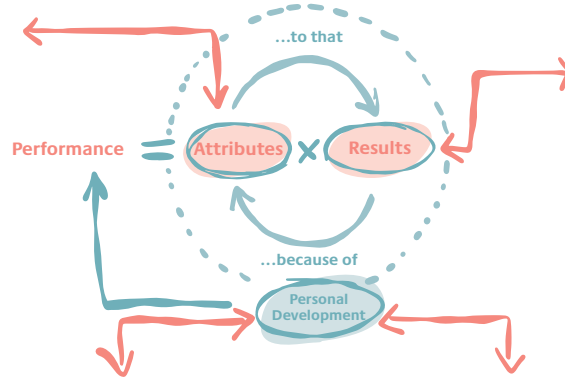 ...to that
Performance = Attributes × Results
...because of
Personal
Development